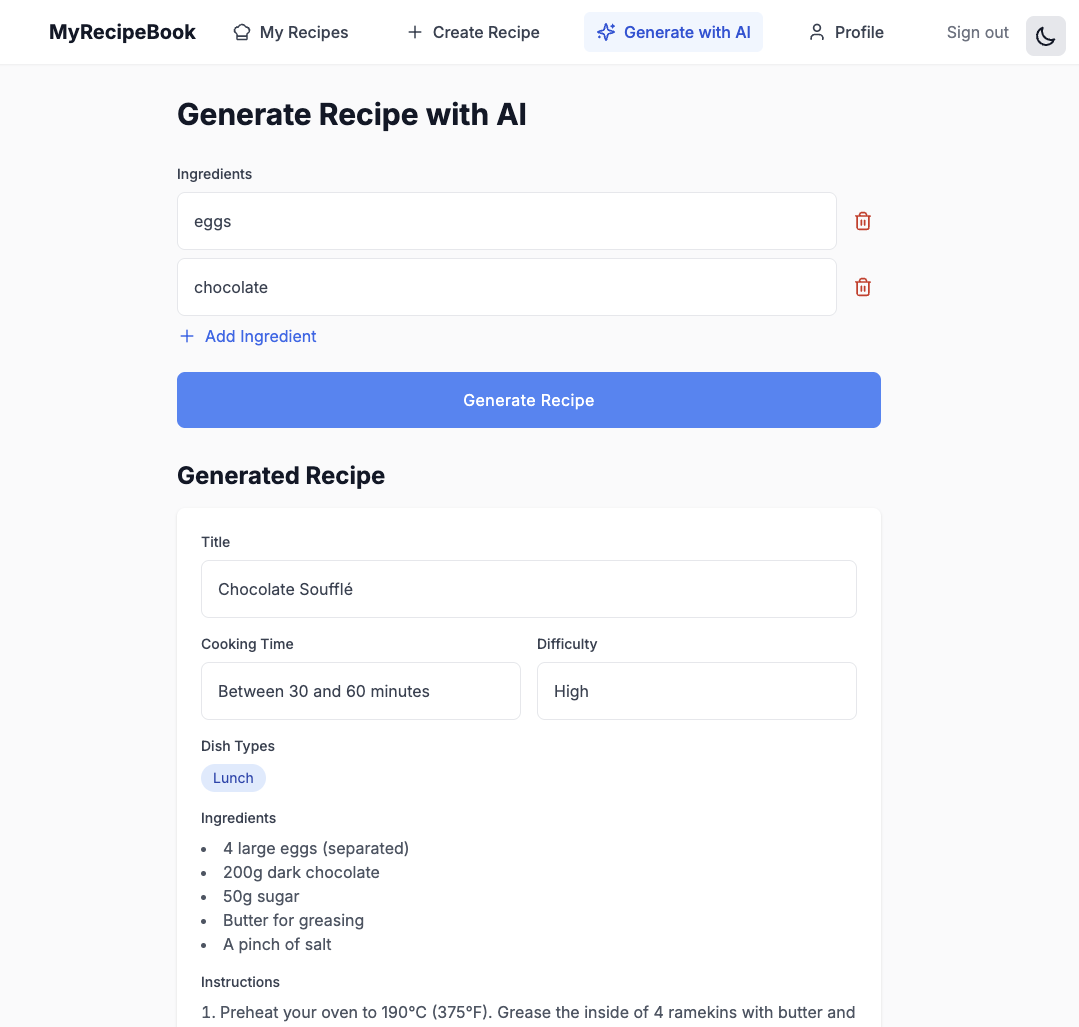 MyRecipeBook My Recipes Create Recipe Generate with AI Profile Sign out
Generate Recipe with AI
Ingredients
eggs
chocolate
Add Ingredient
Generate Recipe
Generated Recipe
Title
Chocolate Soufflé
Cooking Time Difficulty
Between 30 and 60 minutes High
Dish Types
Lunch
Ingredients
• 4 large eggs (separated)
• 200g dark chocolate
• 50g sugar
• Butter for greasing
• A pinch of salt
Instructions
1. Preheat your oven to 190°C (375°F). Grease the inside of 4 ramekins with butter and